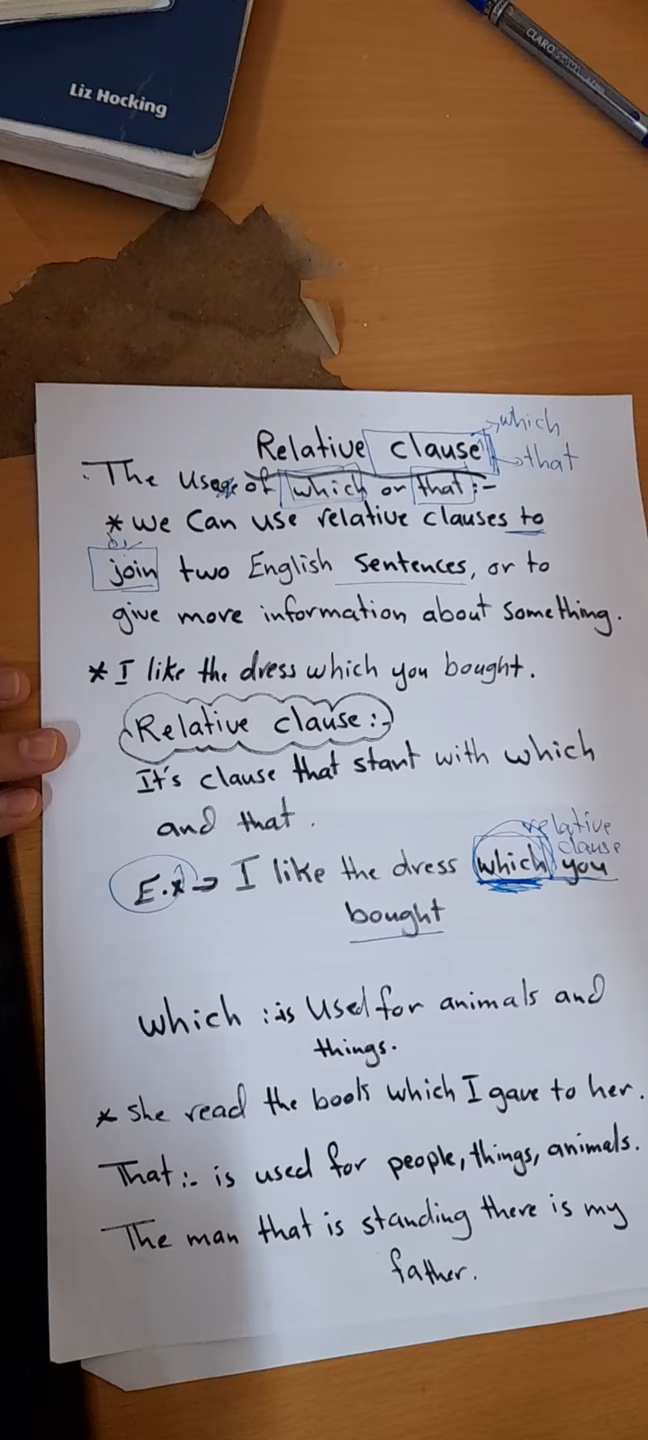 Liz Hocking
CLARO
Relative clause
which
that
The Usage of which or that :-
* we Can use relative clauses to
join two English Sentences, or to
give more information about something.
* I like the dress which you bought.
Relative clause :-
It's clause that start with which
and that.
relative
clause
E.x → I like the dress which you
bought
which : is Used for animals and
things.
* she read the book which I gave to her.
That :- is used for people, things, animals.
The man that is standing there is my
father.